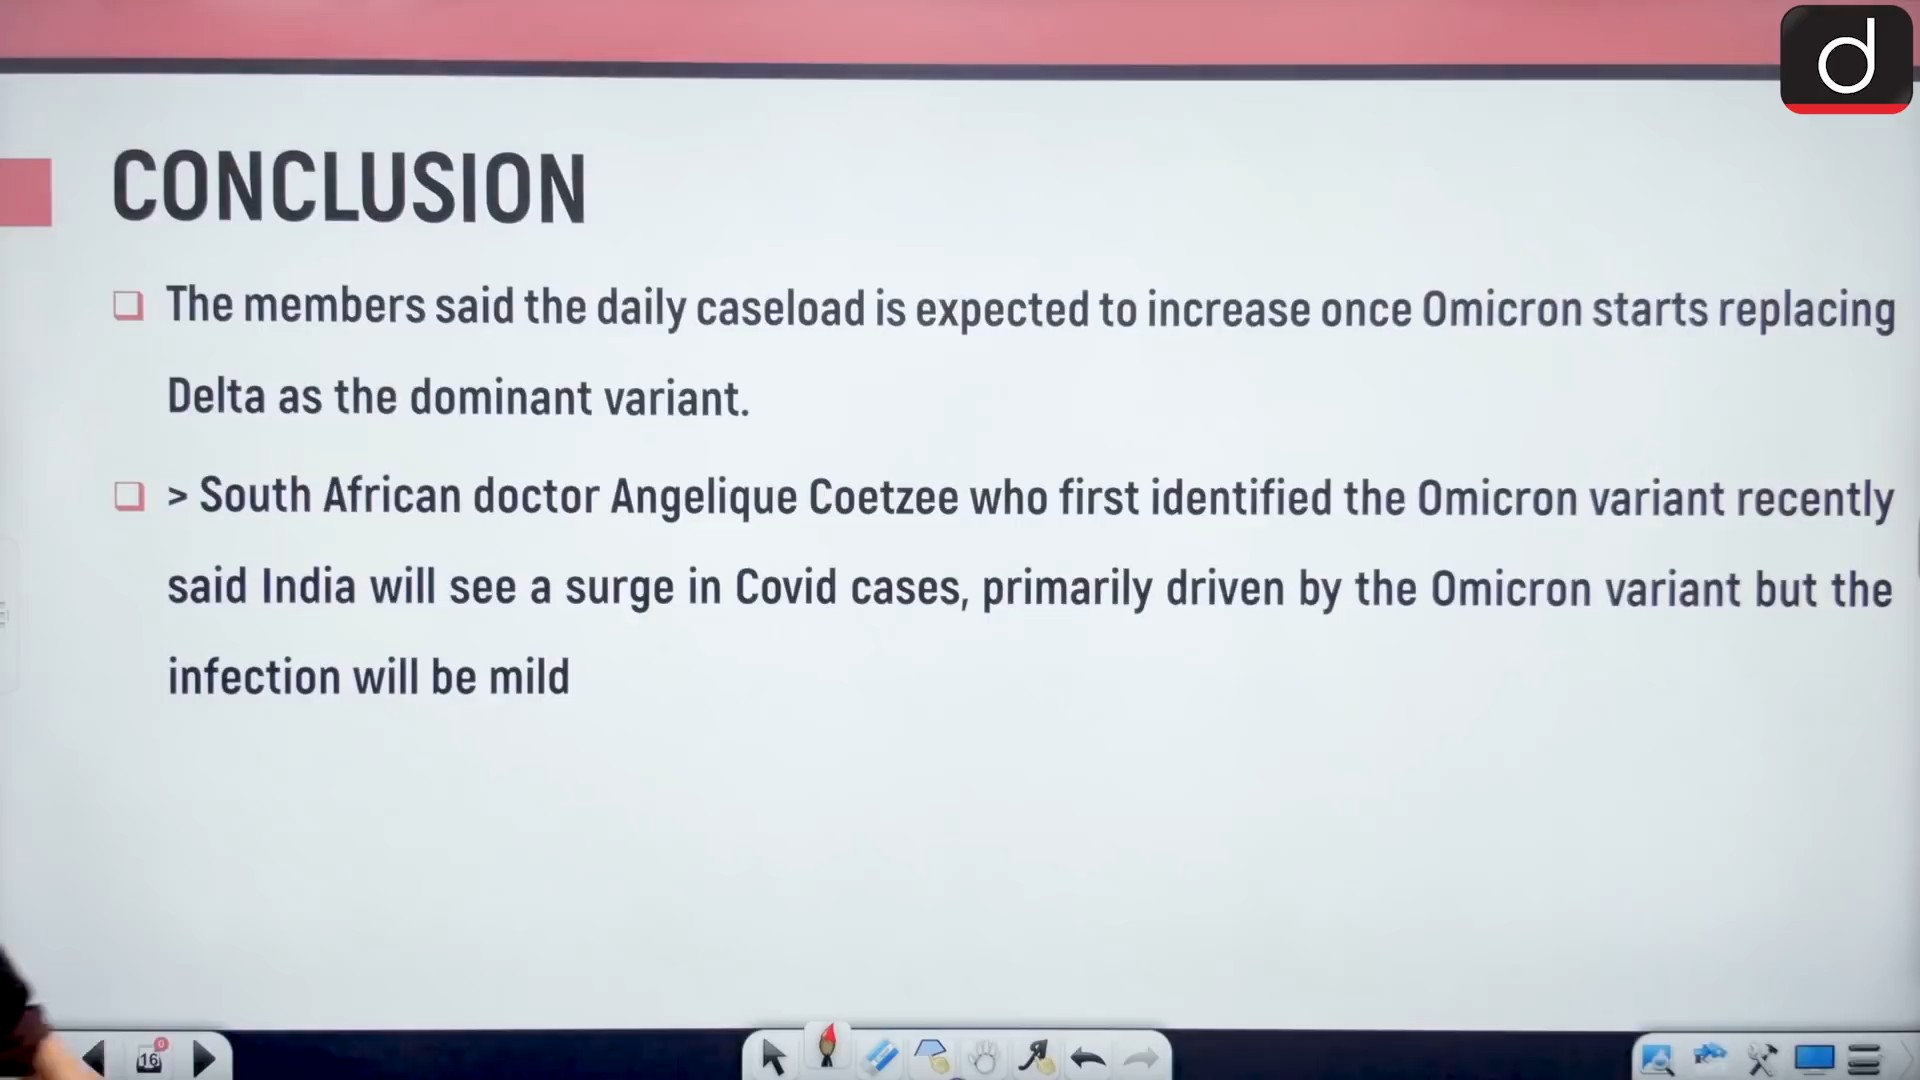 d
CONCLUSION
The members said the daily caseload is expected to increase once Omicron starts replacing
Delta as the dominant variant.
> South African doctor Angelique Coetzee who first identified the Omicron variant recently
said India will see a surge in Covid cases, primarily driven by the Omicron variant but the
infection will be mild
16
0